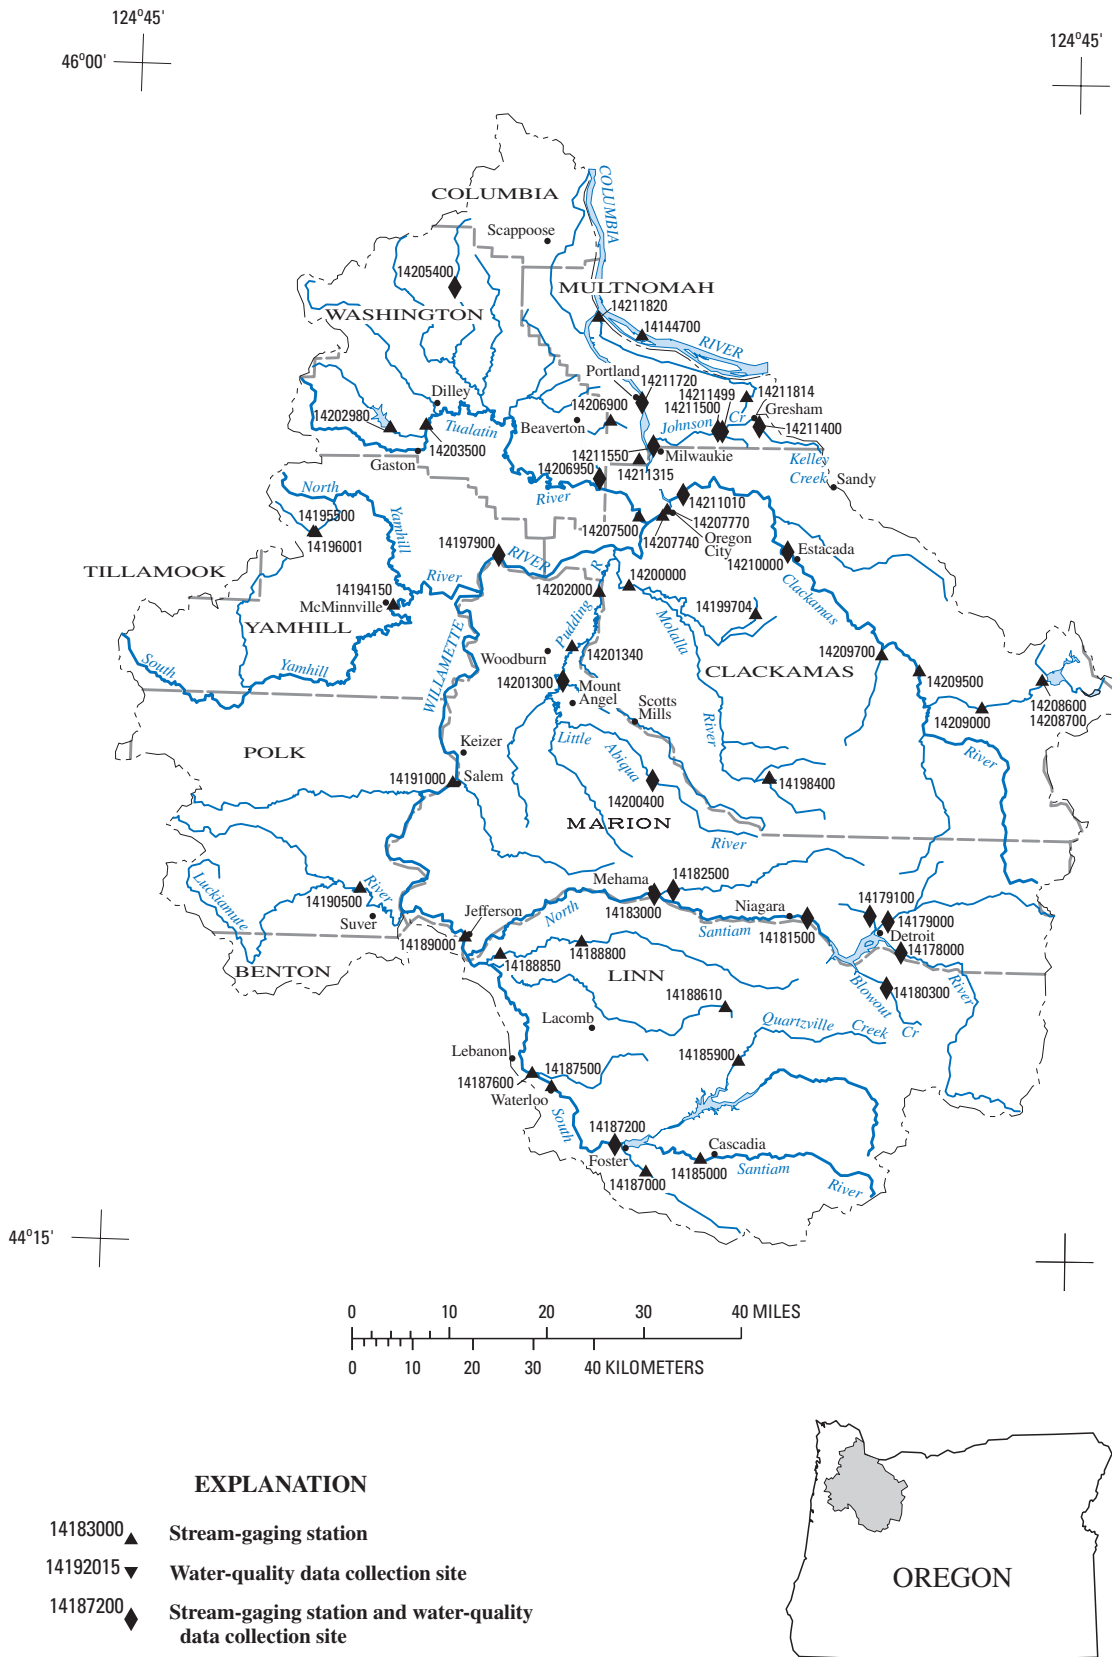 124°45'
124°45'
46°00'
COLUMBIA
Scappoose
COLUMBIA
14205400
MULTNOMAH
14211820
WASHINGTON
14144700
RIVER
Portland
14211720
14211814
Dilley
14206900
14211499
Gresham
14211500
Cr
14202980
Tualatin
Beaverton
Johnson
14211400
14203500
14211550
Milwaukie
Kelley
Gaston
14206950
14211315
Creek
Sandy
North
River
14211010
14195500
Yamhill
14207500
14207770
14196001
14197900
RIVER
14207740
Oregon
City
Estacada
14210000
TILLAMOOK
River
R
14200000
14194150
14202000
Clackamas
McMinnville
14199704
YAMHILL
Pudding
Molalla
WILLAMETTE
Woodburn
14201340
14209700
South
Yamhill
CLACKAMAS
14209500
14201300
Mount
Angel
Scotts
Mills
14208600
14209000
14208700
Little
River
POLK
Keizer
Abiqua
River
14191000
Salem
14198400
14200400
MARION
River
Mehama
14182500
Luckiamute
River
14179100
14190500
North
14183000
Niagara
14179000
Suver
Jefferson
Santiam
14181500
Detroit
14189000
14178000
BENTON
14188850
14188800
LINN
Blowout
River
14180300
14188610
Lacomb
Quartzville
Creek
Cr
Lebanon
14187500
14185900
14187600
Waterloo
South
14187200
Cascadia
Foster
14185000
Santiam
14187000
River
44°15'
0 10 20 30 40 MILES
0 10 20 30 40 KILOMETERS
EXPLANATION
14183000 Stream-gaging station
14192015 Water-quality data collection site
14187200 Stream-gaging station and water-quality
data collection site
OREGON